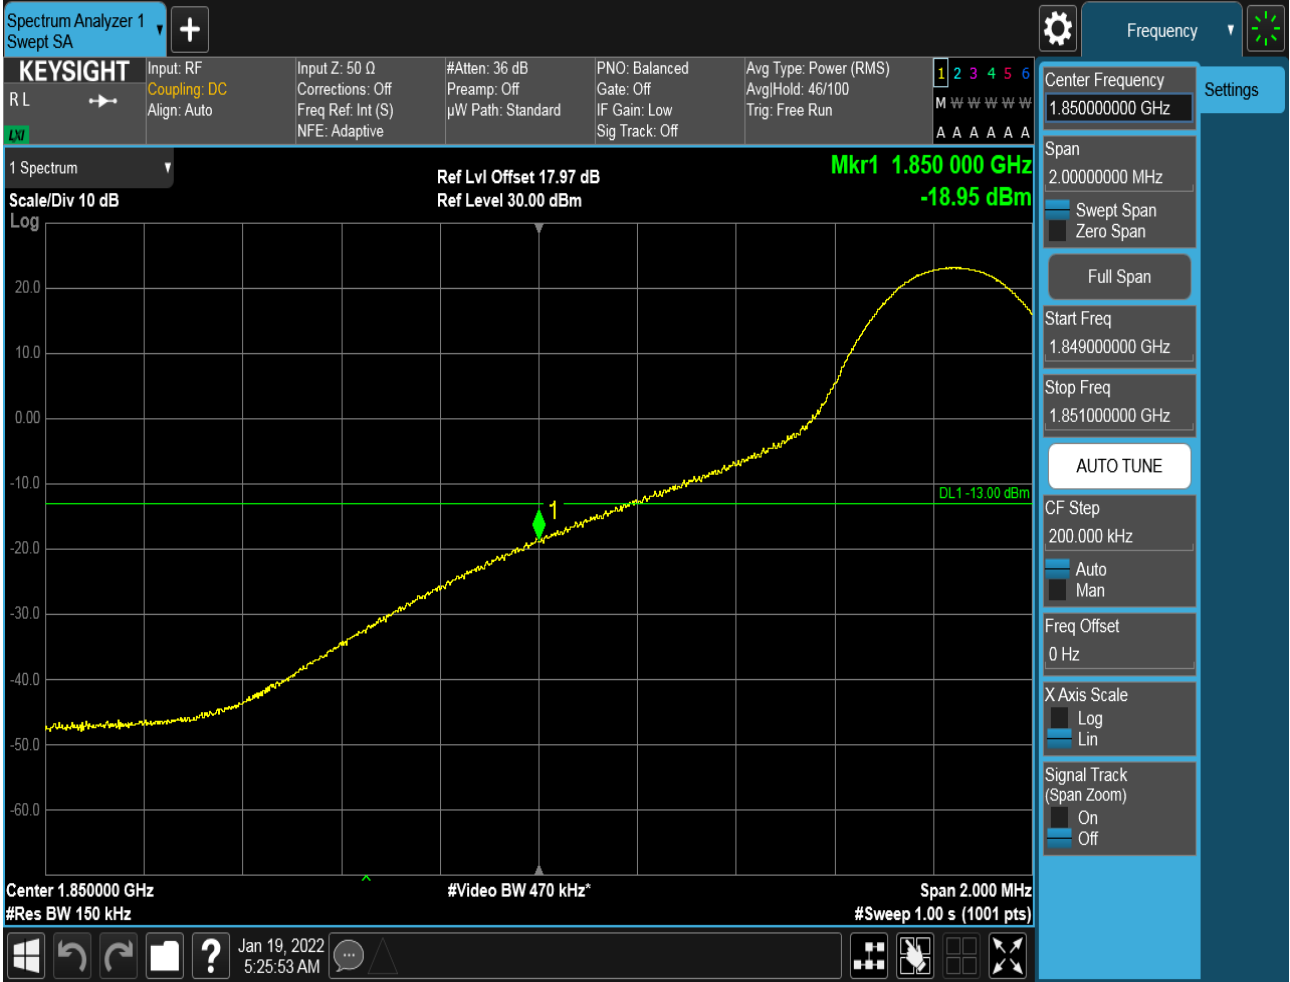 Spectrum Analyzer 1
Swept SA
Frequency
KEYSIGHT
R L
LXI
Input: RF
Coupling: DC
Align: Auto
Input Z: 50 Ω
Corrections: Off
Freq Ref: Int (S)
NFE: Adaptive
#Atten: 36 dB
Preamp: Off
µW Path: Standard
PNO: Balanced
Gate: Off
IF Gain: Low
Sig Track: Off
Avg Type: Power (RMS)
Avg|Hold: 46/100
Trig: Free Run
1 2 3 4 5 6
M W W W W W
A A A A A A
1 Spectrum
Scale/Div 10 dB
Log
Ref Lvl Offset 17.97 dB
Ref Level 30.00 dBm
Mkr1 1.850 000 GHz
-18.95 dBm
20.0
10.0
0.00
-10.0
-20.0
-30.0
-40.0
-50.0
-60.0
DL1 -13.00 dBm
1
Center 1.850000 GHz
#Res BW 150 kHz
#Video BW 470 kHz*
Span 2.000 MHz
#Sweep 1.00 s (1001 pts)
Center Frequency
1.850000000 GHz
Settings
Span
2.00000000 MHz
Swept Span
Zero Span
Full Span
Start Freq
1.849000000 GHz
Stop Freq
1.851000000 GHz
AUTO TUNE
CF Step
200.000 kHz
Auto
Man
Freq Offset
0 Hz
X Axis Scale
Log
Lin
Signal Track
(Span Zoom)
On
Off
?
Jan 19, 2022
5:25:53 AM